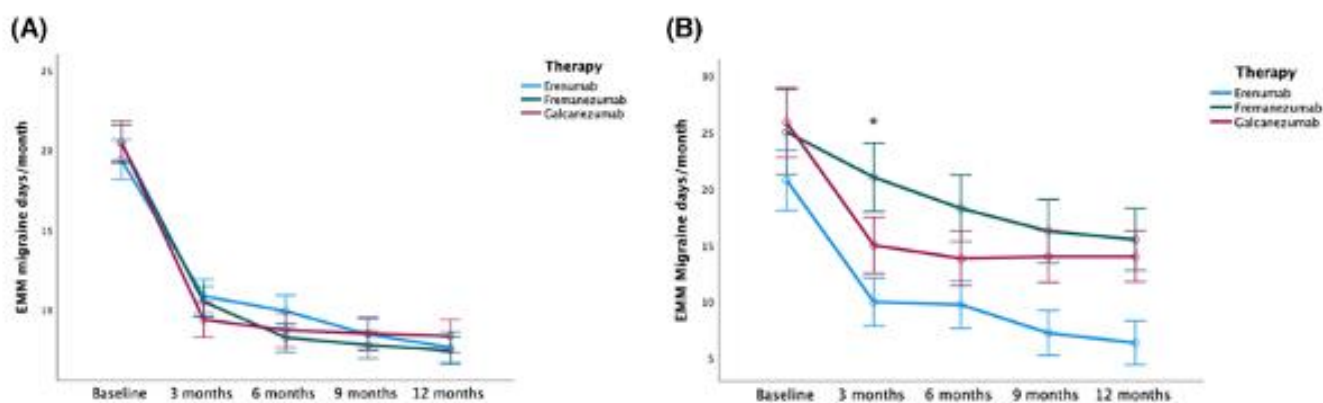 (A)
Therapy
Erenumab
Fremanezumab
Galcanezumab
EMM migraine days/month
25
20
15
10
Baseline 3 months 6 months 9 months 12 months
(B)
Therapy
Erenumab
Fremanezumab
Galcarezumab
EMM Migraine days/month
30
25
20
15
10
5
*
Baseline 3 months 6 months 9 months 12 months